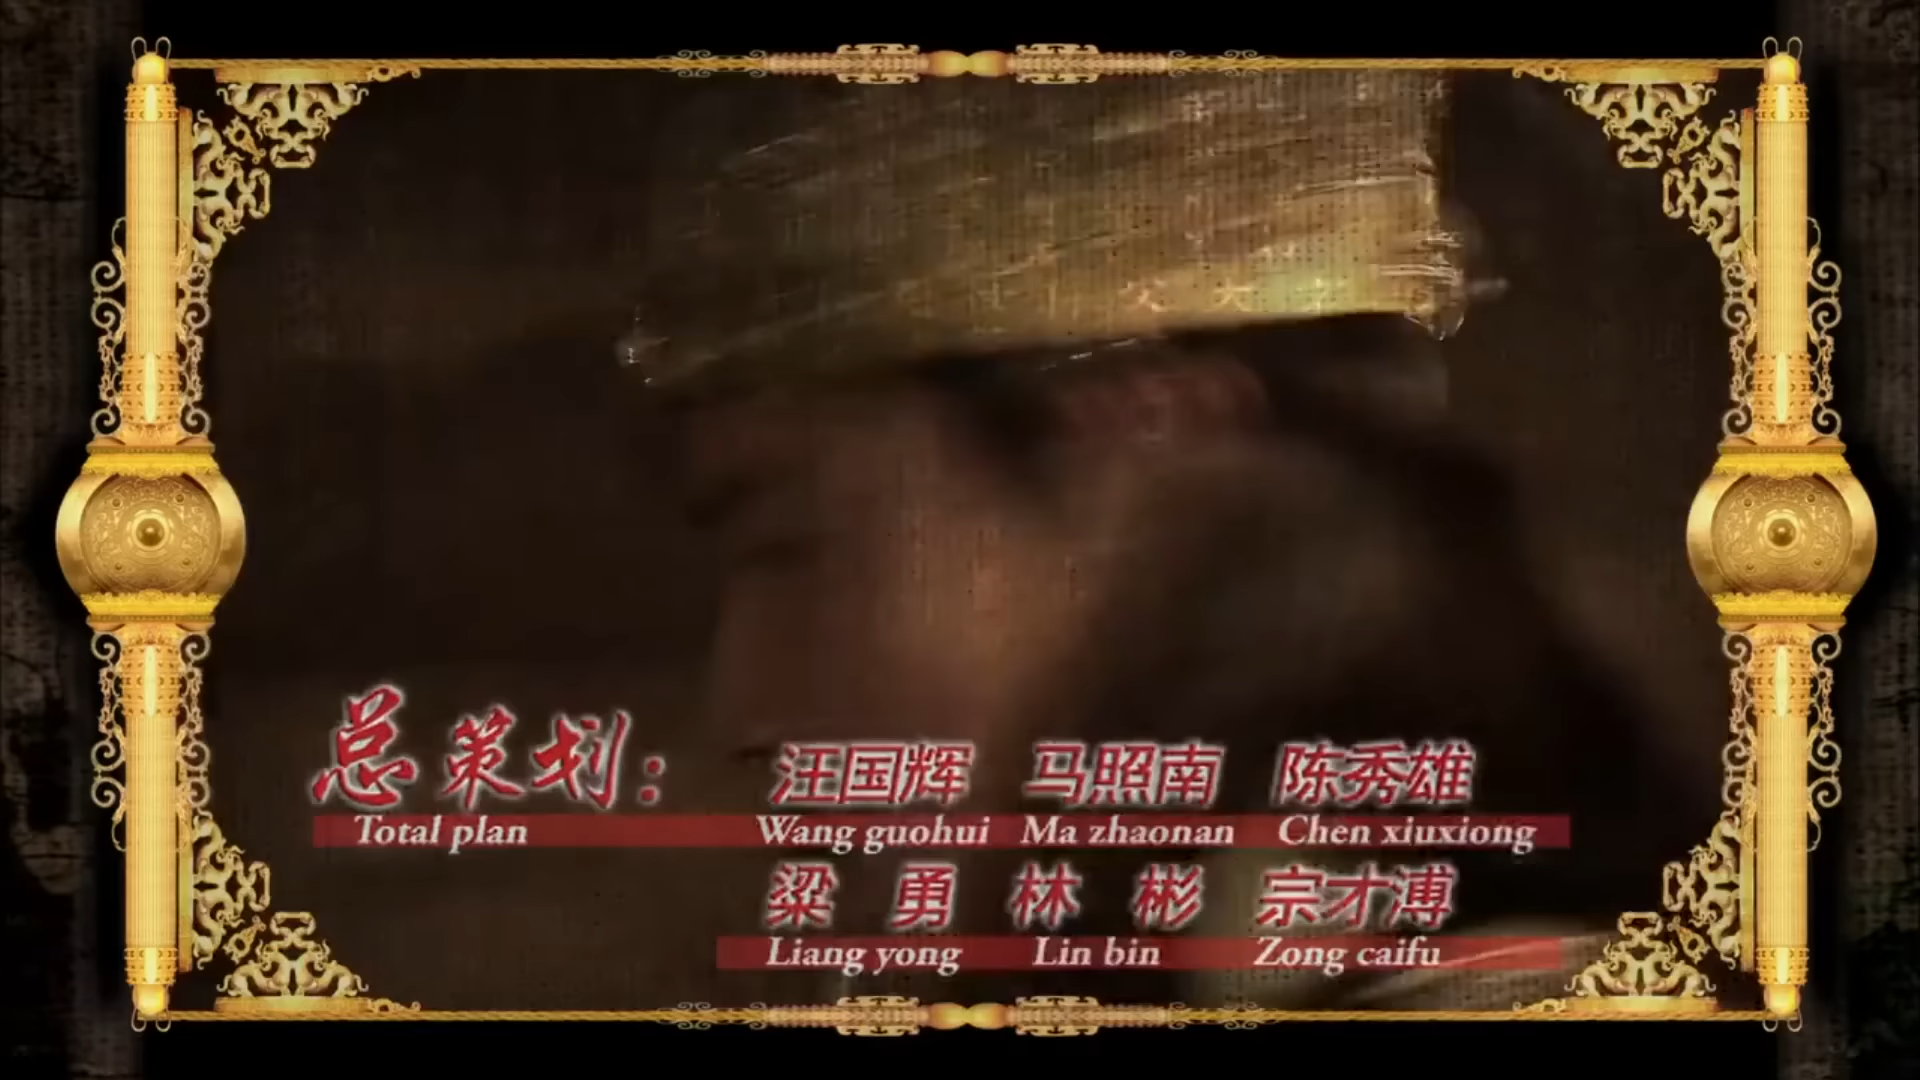 总策划: 汪国辉 马照南 陈秀雄
Total plan Wang guohui Ma zhaonan Chen xiuxiong
梁 勇 林 彬 宗才溥
Liang yong Lin bin Zong caifu